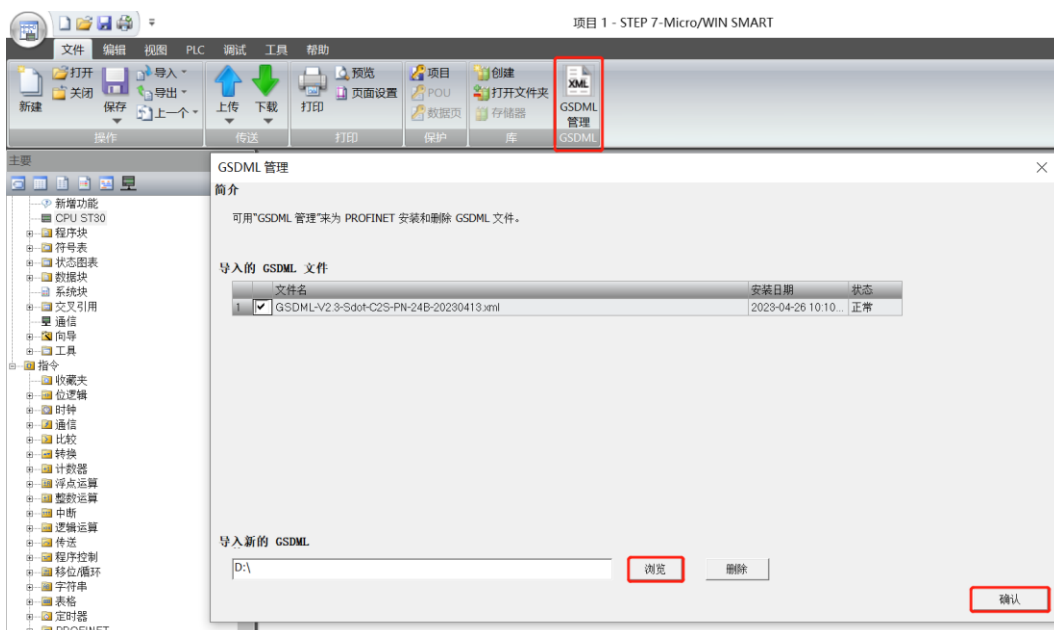 项目 1 - STEP 7-Micro/WIN SMART
文件 编辑 视图 PLC 调试 工具 帮助
新建
打开
关闭
保存
导入
导出
上一个
操作
上传 下载
传送
打印
预览
页面设置
打印
项目
POU
数据页
保护
创建
打开文件夹
存储器
库
XML
GSDML
管理
GSDML
主要
新增功能
CPU ST30
程序块
符号表
状态图表
数据块
系统块
交叉引用
通信
向导
工具
指令
收藏夹
位逻辑
时钟
通信
比较
转换
计数器
浮点运算
整数运算
中断
逻辑运算
传送
程序控制
移位/循环
字符串
表格
定时器
PROFINET
GSDML 管理
简介
可用"GSDML 管理"来为 PROFINET 安装和删除 GSDML 文件。
导入的 GSDML 文件
文件名 安装日期 状态
1 GSDML-V2.3-Sdot-C2S-PN-24B-20230413.xml 2023-04-26 10:10... 正常
导入新的 GSDML
D:\ 浏览 删除
确认